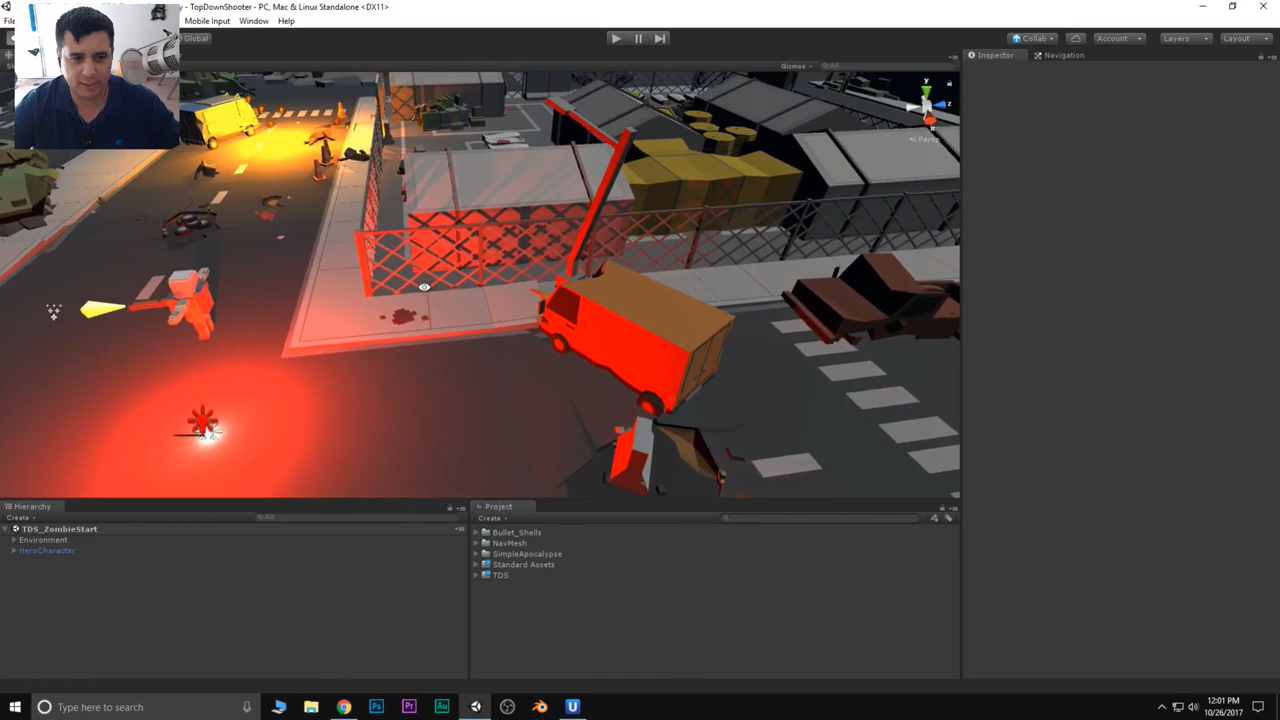 - TopDownShooter - PC, Mac & Linux Standalone <DX11>
Mobile Input Window Help
Global
Collab Account Layers Layout
Inspector Navigation
Gizmos All
y
z
x
Persp
Hierarchy
Create All
TDS_ZombieStart
Environment
HeroCharacter
Project
Create
Bullet_Shells
NavMesh
SimpleApocalypse
Standard Assets
TDS
Type here to search
12:01 PM
10/26/2017